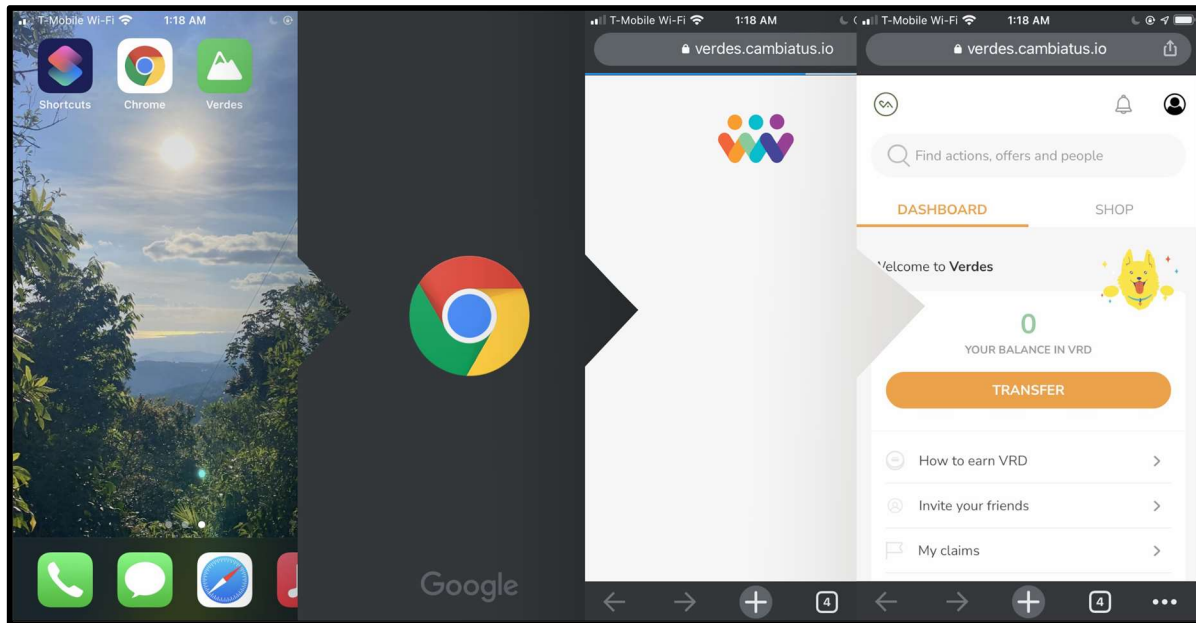 T-Mobile Wi-Fi 1:18 AM
Shortcuts Chrome Verdes
Google
T-Mobile Wi-Fi 1:18 AM
verdes.cambiatus.io
4
T-Mobile Wi-Fi 1:18 AM
verdes.cambiatus.io
Find actions, offers and people
DASHBOARD SHOP
Welcome to Verdes
0
YOUR BALANCE IN VRD
TRANSFER
How to earn VRD
Invite your friends
My claims
4